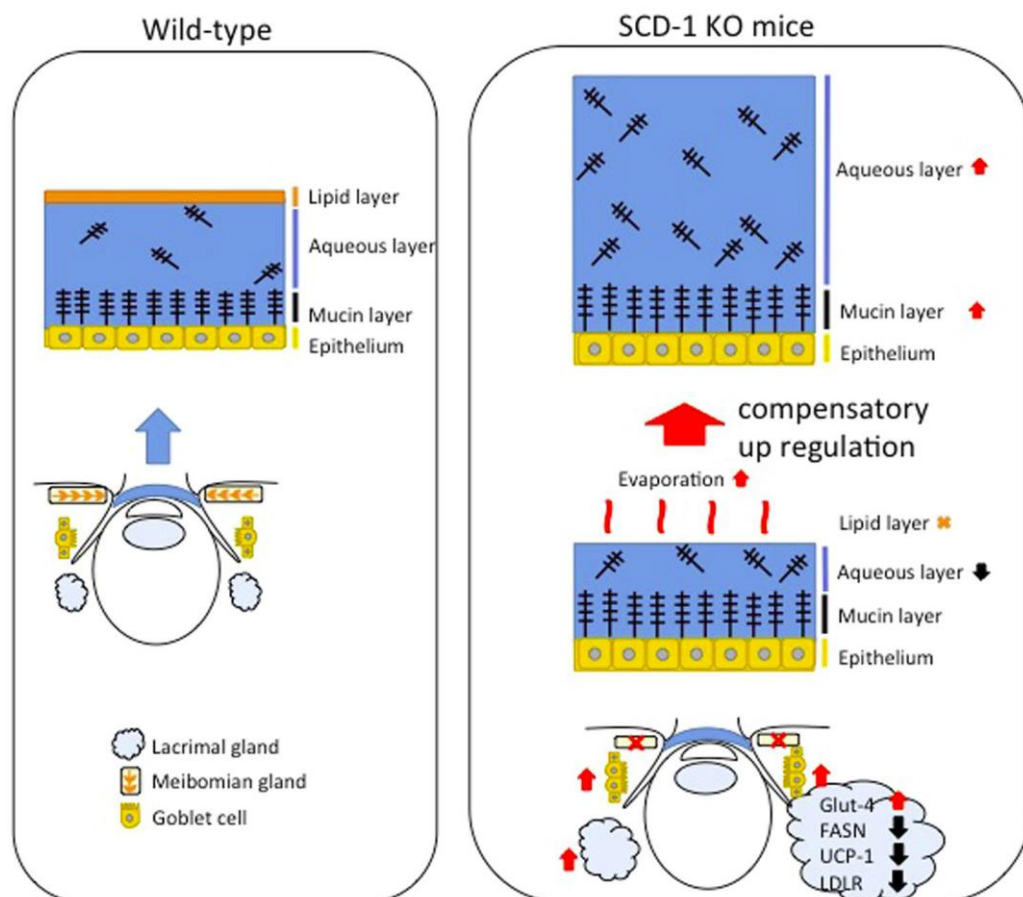 Wild-type
Lipid layer
Aqueous layer
Mucin layer
Epithelium
Lacrimal gland
Meibomian gland
Goblet cell
SCD-1 KO mice
Aqueous layer
Mucin layer
Epithelium
compensatory
up regulation
Evaporation
Lipid layer
Aqueous layer
Mucin layer
Epithelium
Glut-4
FASN
UCP-1
LDLR